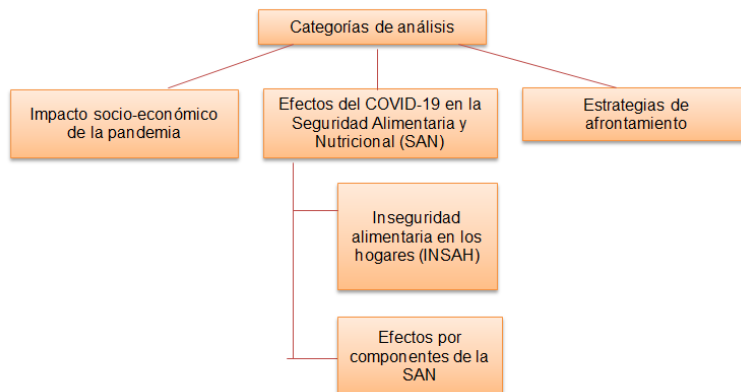 Categorías de análisis
Impacto socio-económico
de la pandemia
Efectos del COVID-19 en la
Seguridad Alimentaria y
Nutricional (SAN)
Estrategias de
afrontamiento
Inseguridad
alimentaria en los
hogares (INSAH)
Efectos por
componentes de la
SAN